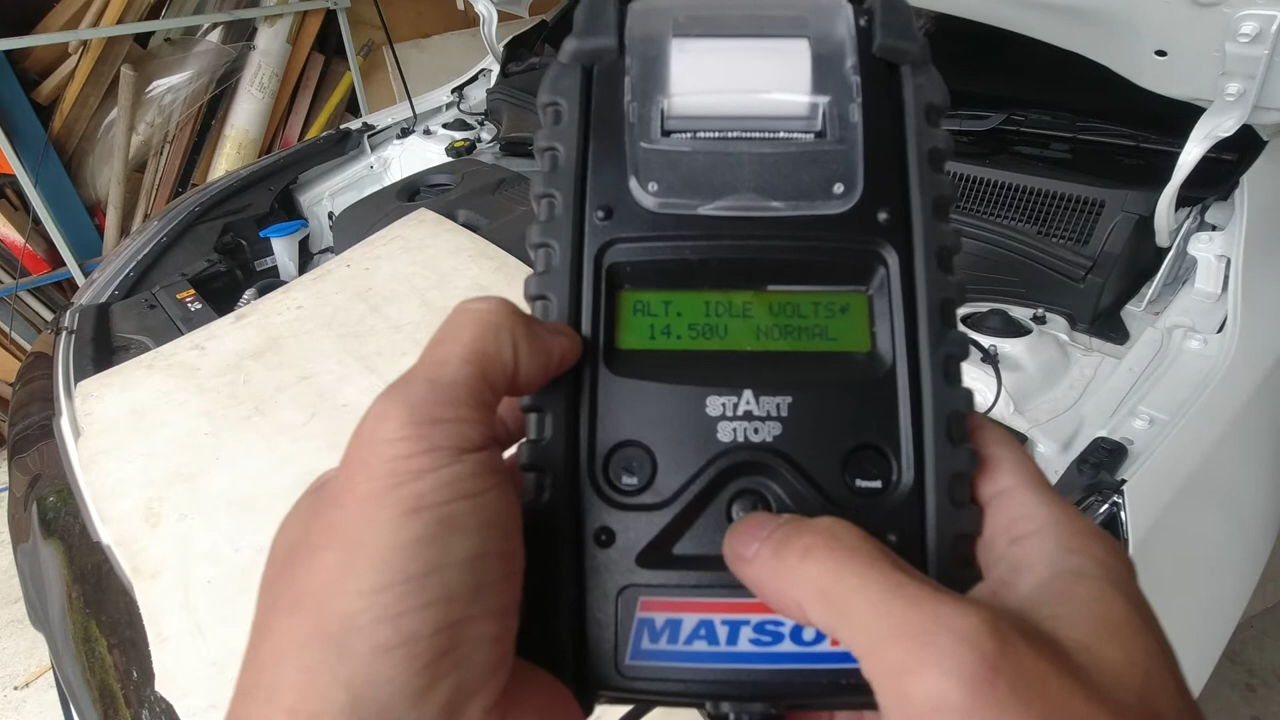 ALT. IDLE VOLTS
14.50V NORMAL
START
STOP
MATSO